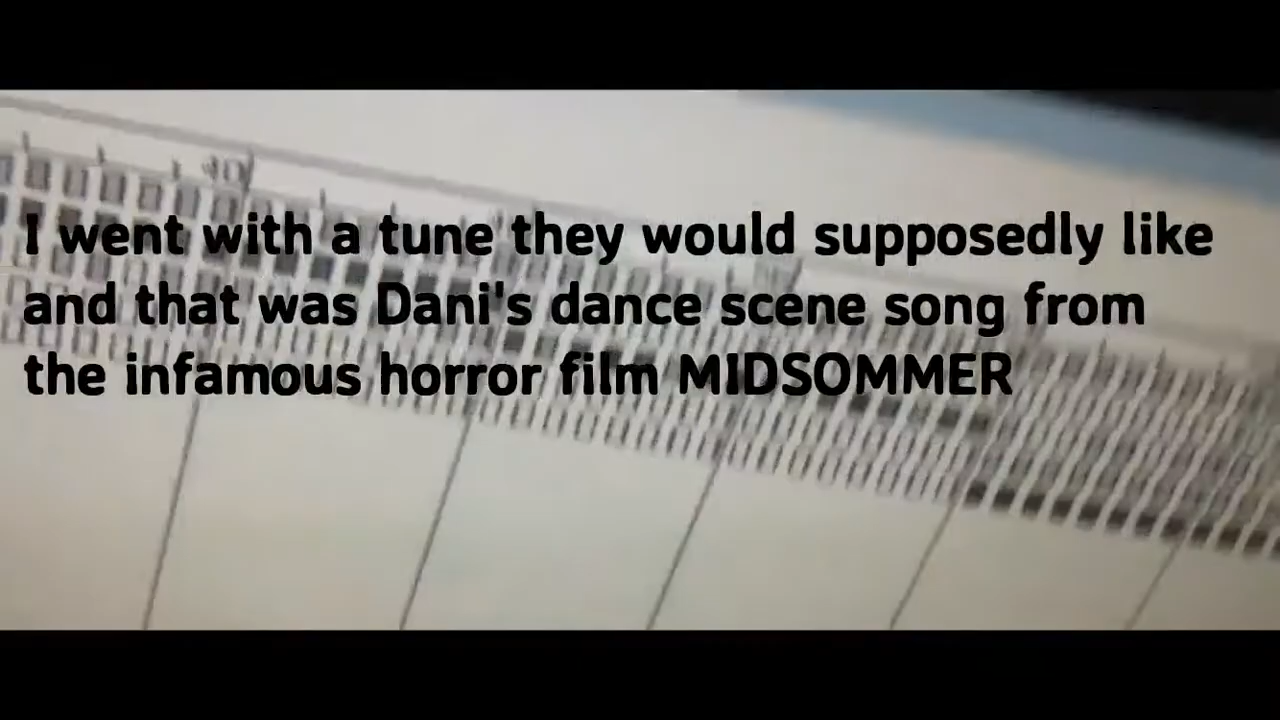 I went with a tune they would supposedly like
and that was Dani's dance scene song from
the infamous horror film MIDSOMMER